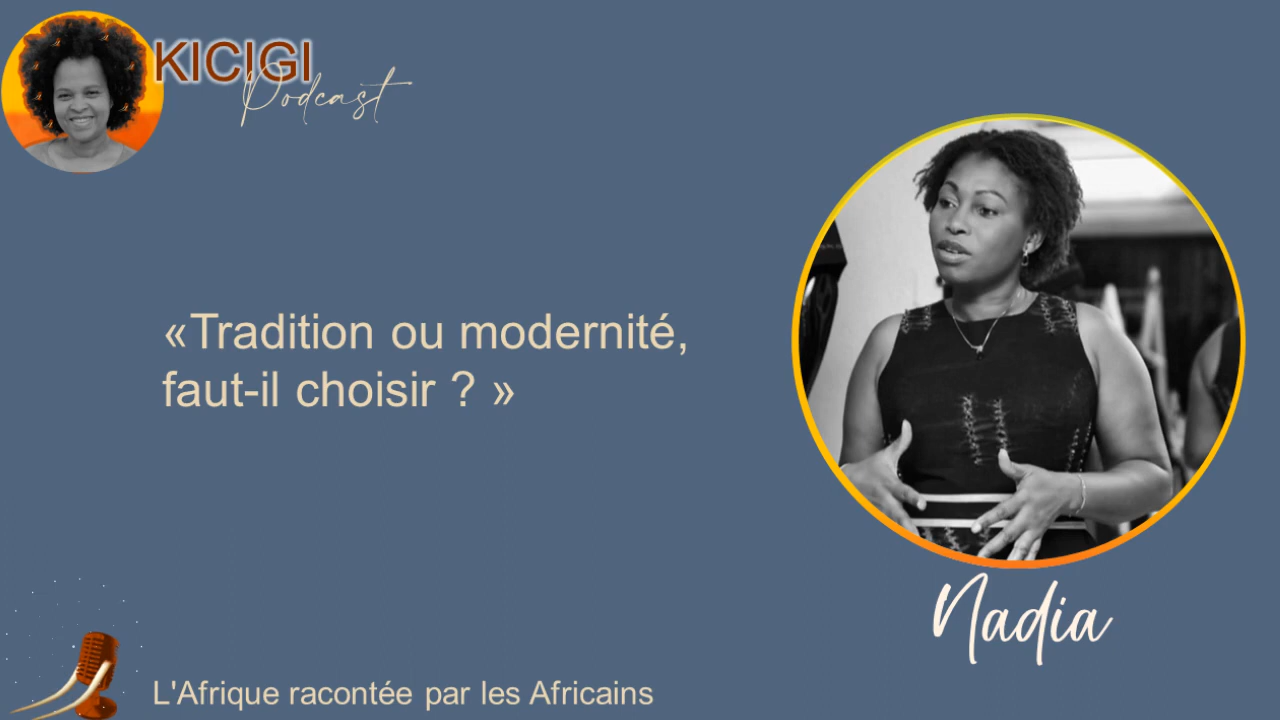 KICIGI
Podcast
«Tradition ou modernité,
faut-il choisir ? »
Nadia
L'Afrique racontée par les Africains